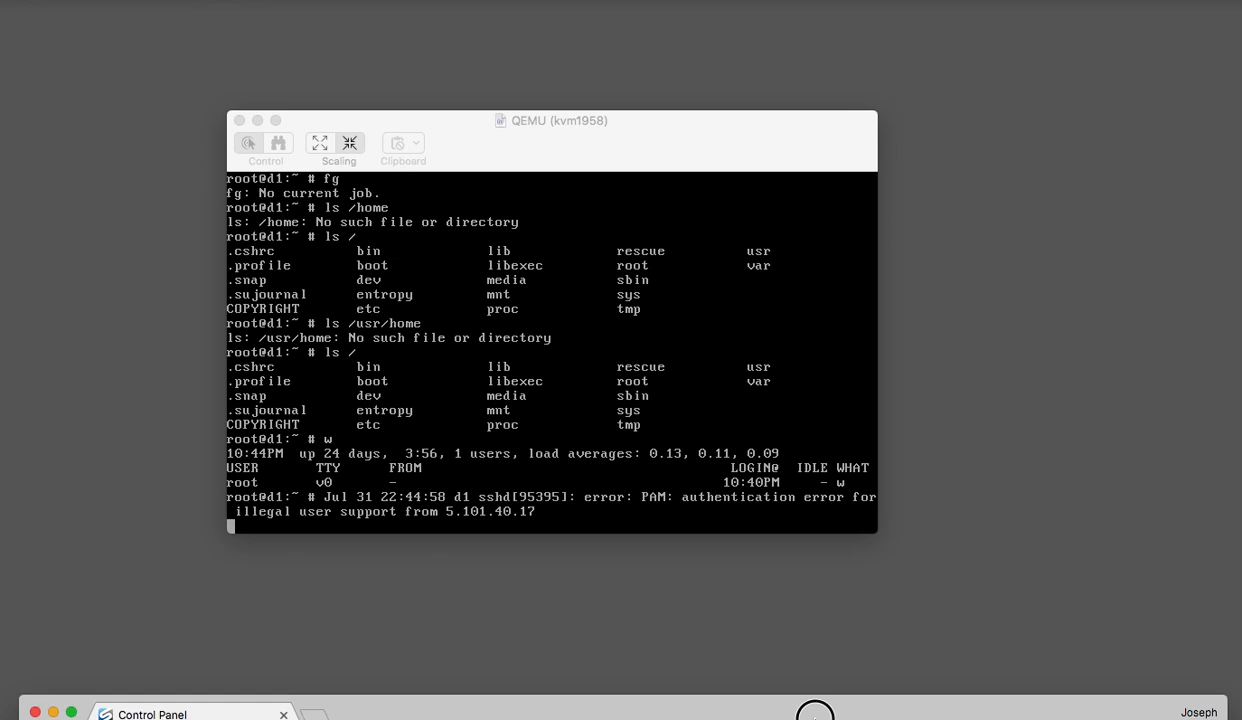 QEMU (kvm1958)
Control Scaling Clipboard
root@d1:~ # fg
fg: No current job.
root@d1:~ # ls /home
ls: /home: No such file or directory
root@d1:~ # ls /
.cshrc bin lib rescue usr
.profile boot libexec root var
.snap dev media sbin
.sujournal entropy mnt sys
COPYRIGHT etc proc tmp
root@d1:~ # ls /usr/home
ls: /usr/home: No such file or directory
root@d1:~ # ls /
.cshrc bin lib rescue usr
.profile boot libexec root var
.snap dev media sbin
.sujournal entropy mnt sys
COPYRIGHT etc proc tmp
root@d1:~ # w
10:44PM up 24 days, 3:56, 1 users, load averages: 0.13, 0.11, 0.09
USER TTY FROM LOGIN@ IDLE WHAT
root v0 - 10:40PM - w
root@d1:~ # Jul 31 22:44:58 d1 sshd[95395]: error: PAM: authentication error for
illegal user support from 5.101.40.17
Control Panel
Joseph